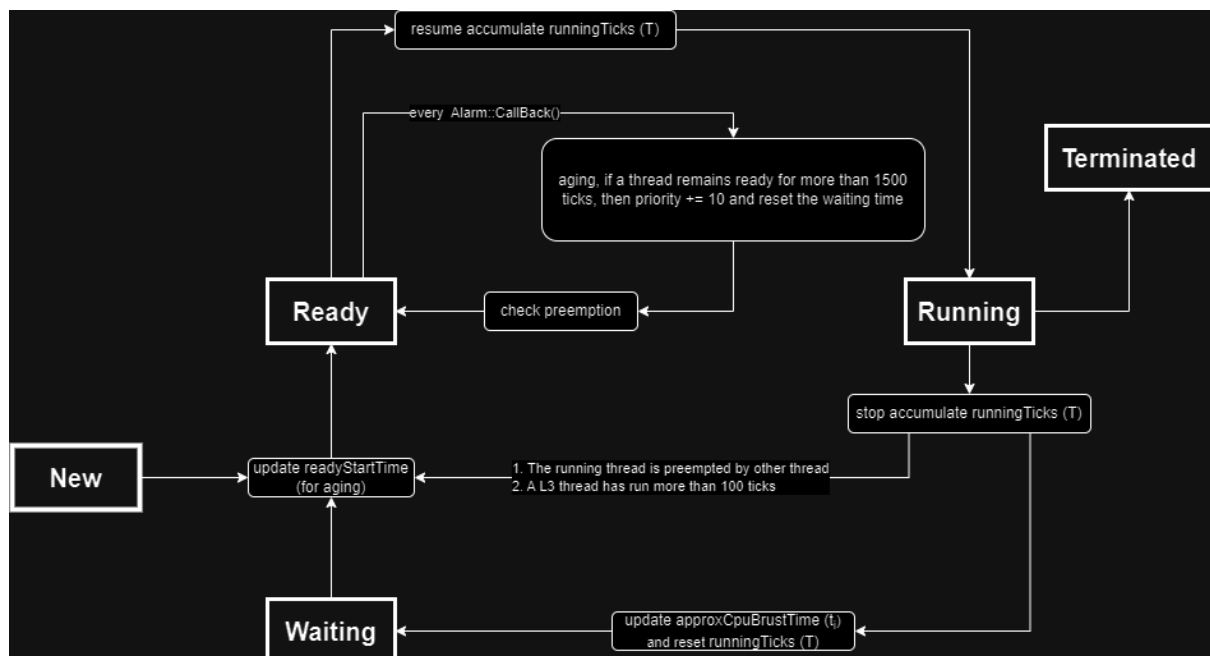 resume accumulate runningTicks (T)
every Alarm::CallBack()
aging, if a thread remains ready for more than 1500
ticks, then priority += 10 and reset the waiting time
Terminated
Ready
check preemption
Running
stop accumulate runningTicks (T)
New
update readyStartTime
(for aging)
1. The running thread is preempted by other thread
2. A L3 thread has run more than 100 ticks
Waiting
update approxCpuBrustTime (tᵢ)
and reset runningTicks (T)